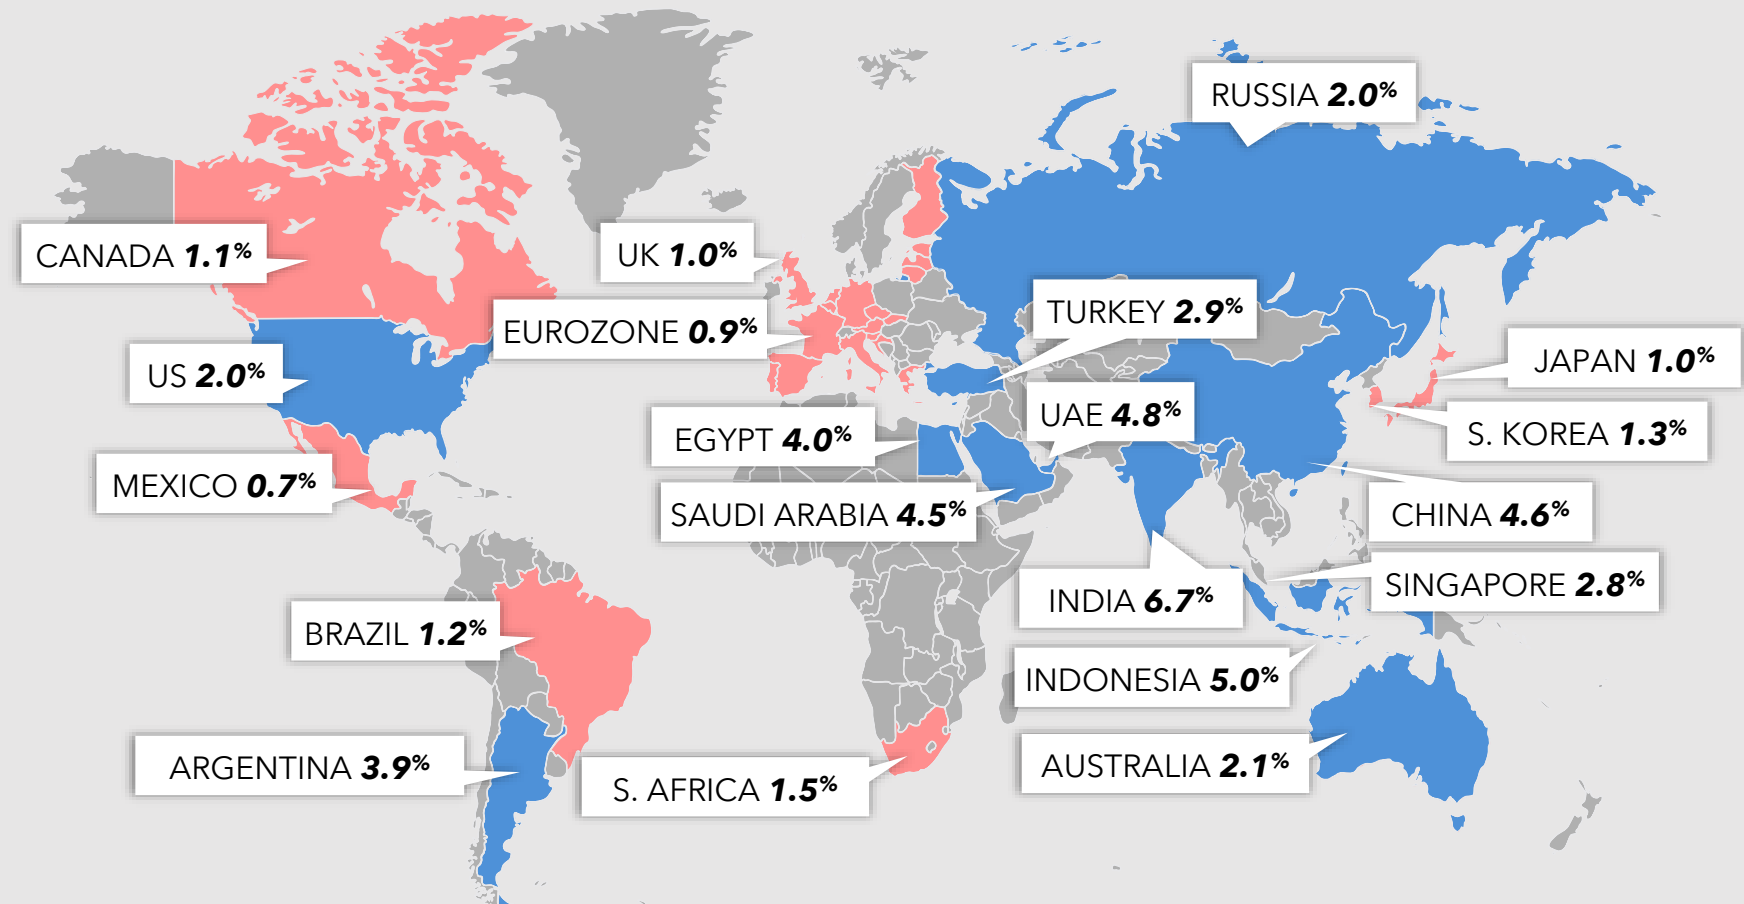 RUSSIA 2.0%
CANADA 1.1%
UK 1.0%
TURKEY 2.9%
EUROZONE 0.9%
JAPAN 1.0%
US 2.0%
UAE 4.8%
EGYPT 4.0%
S. KOREA 1.3%
MEXICO 0.7%
SAUDI ARABIA 4.5%
CHINA 4.6%
SINGAPORE 2.8%
INDIA 6.7%
BRAZIL 1.2%
INDONESIA 5.0%
ARGENTINA 3.9%
AUSTRALIA 2.1%
S. AFRICA 1.5%